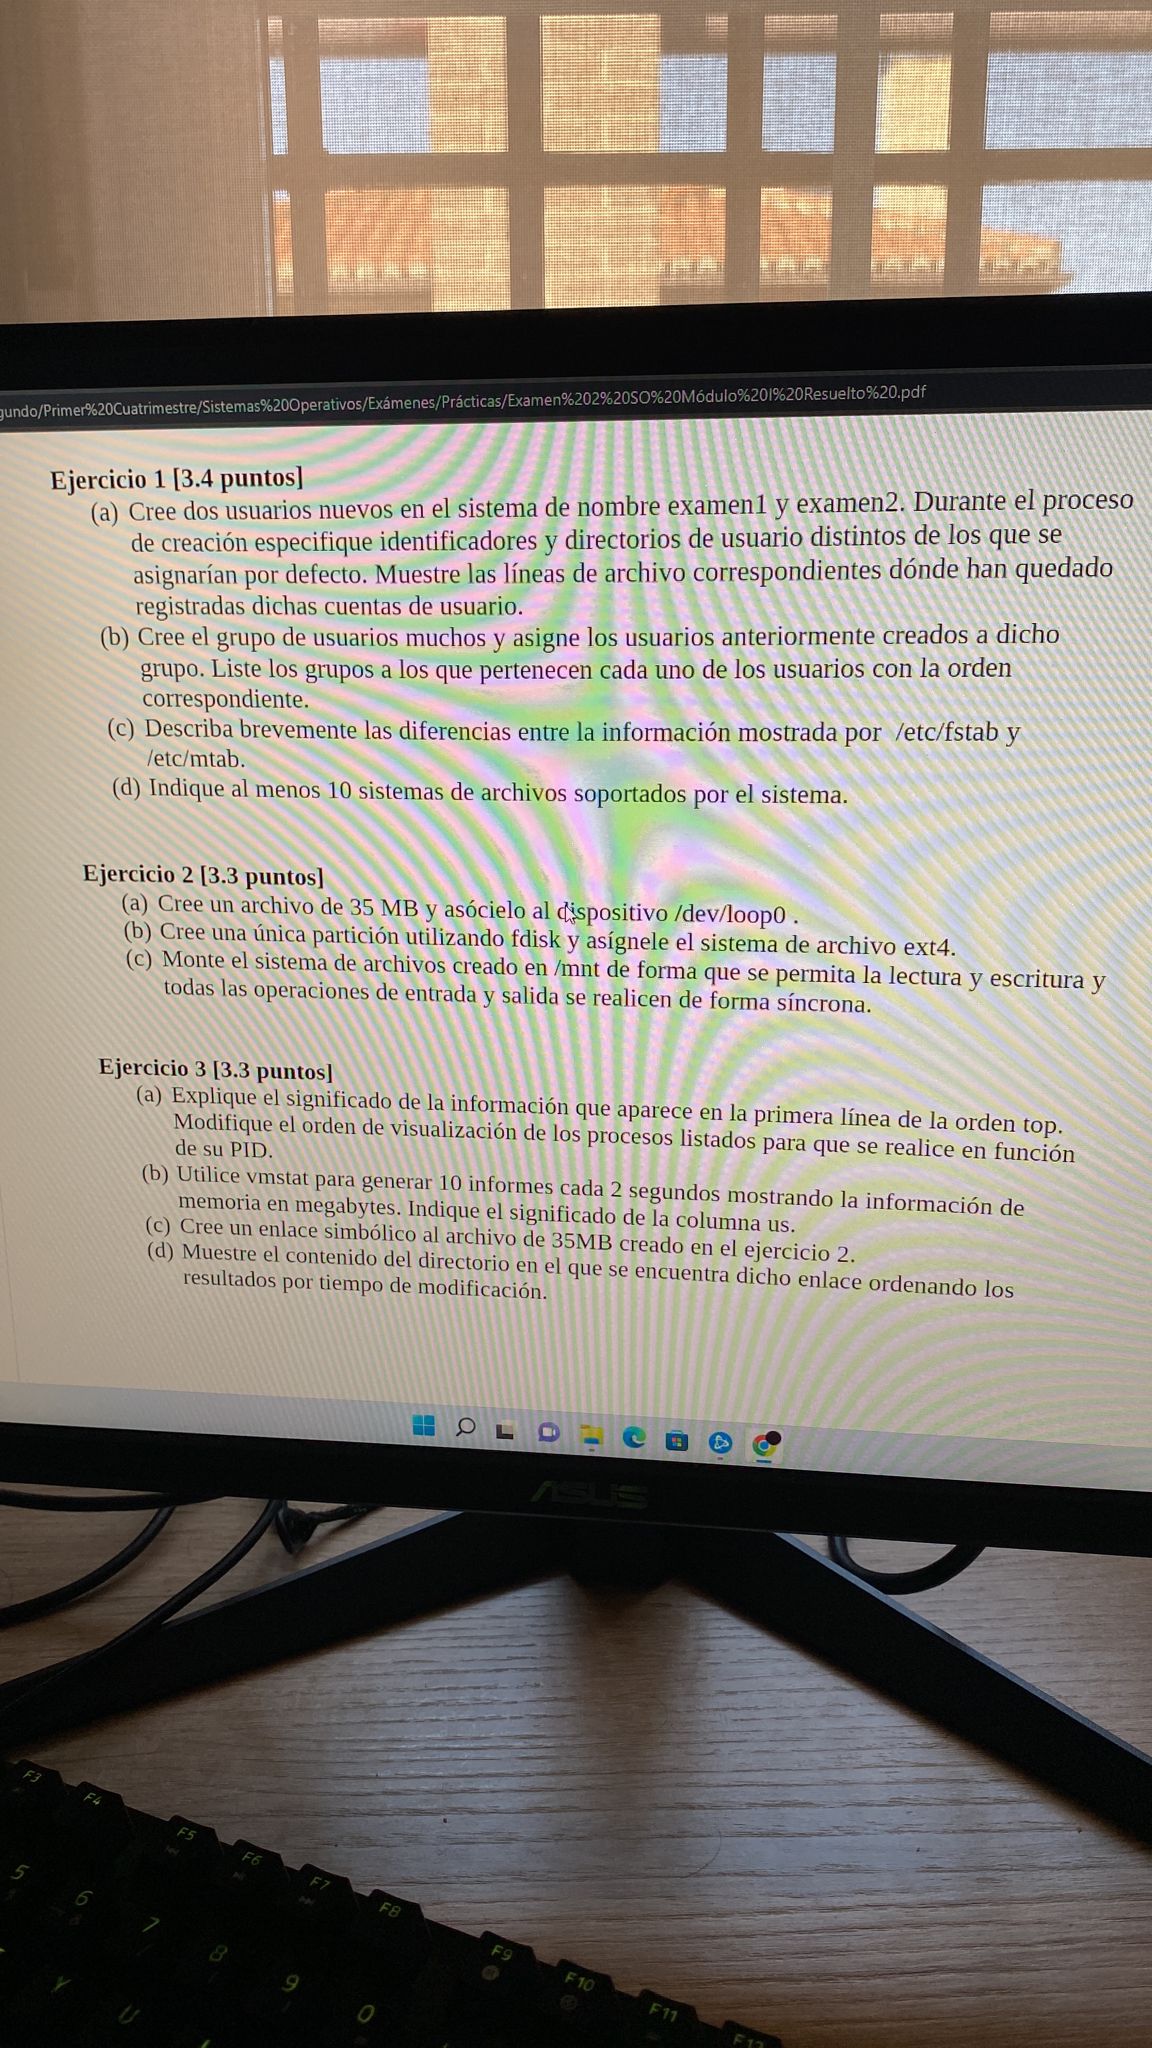 gundo/Primer%20Cuatrimestre/Sistemas%20Operativos/Exámenes/Prácticas/Examen%202%20SO%20Módulo%20I%20Resuelto%20.pdf
Ejercicio 1 [3.4 puntos]
(a) Cree dos usuarios nuevos en el sistema de nombre examen1 y examen2. Durante el proceso
de creación especifique identificadores y directorios de usuario distintos de los que se
asignarían por defecto. Muestre las líneas de archivo correspondientes dónde han quedado
registradas dichas cuentas de usuario.
(b) Cree el grupo de usuarios muchos y asigne los usuarios anteriormente creados a dicho
grupo. Liste los grupos a los que pertenecen cada uno de los usuarios con la orden
correspondiente.
(c) Describa brevemente las diferencias entre la información mostrada por /etc/fstab y
/etc/mtab.
(d) Indique al menos 10 sistemas de archivos soportados por el sistema.
Ejercicio 2 [3.3 puntos]
(a) Cree un archivo de 35 MB y asócielo al dispositivo /dev/loop0 .
(b) Cree una única partición utilizando fdisk y asígnele el sistema de archivo ext4.
(c) Monte el sistema de archivos creado en /mnt de forma que se permita la lectura y escritura y
todas las operaciones de entrada y salida se realicen de forma síncrona.
Ejercicio 3 [3.3 puntos]
(a) Explique el significado de la información que aparece en la primera línea de la orden top.
Modifique el orden de visualización de los procesos listados para que se realice en función
de su PID.
(b) Utilice vmstat para generar 10 informes cada 2 segundos mostrando la información de
memoria en megabytes. Indique el significado de la columna us.
(c) Cree un enlace simbólico al archivo de 35MB creado en el ejercicio 2.
(d) Muestre el contenido del directorio en el que se encuentra dicho enlace ordenando los
resultados por tiempo de modificación.
ASUS
F3 F4 F5 F6 F7 F8 F9 F10 F11 F12
5 6 7 8 9 0
Y U